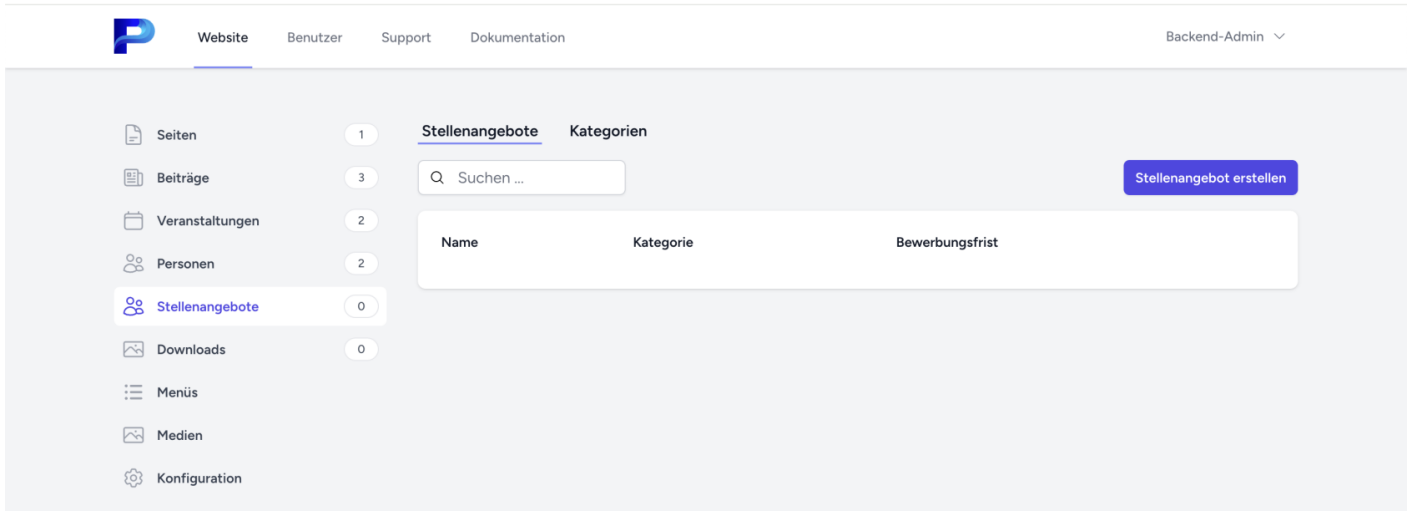 Website Benutzer Support Dokumentation Backend-Admin
Seiten 1
Beiträge 3
Veranstaltungen 2
Personen 2
Stellenangebote 0
Downloads 0
Menüs
Medien
Konfiguration
Stellenangebote Kategorien
Suchen ... Stellenangebot erstellen
Name Kategorie Bewerbungsfrist